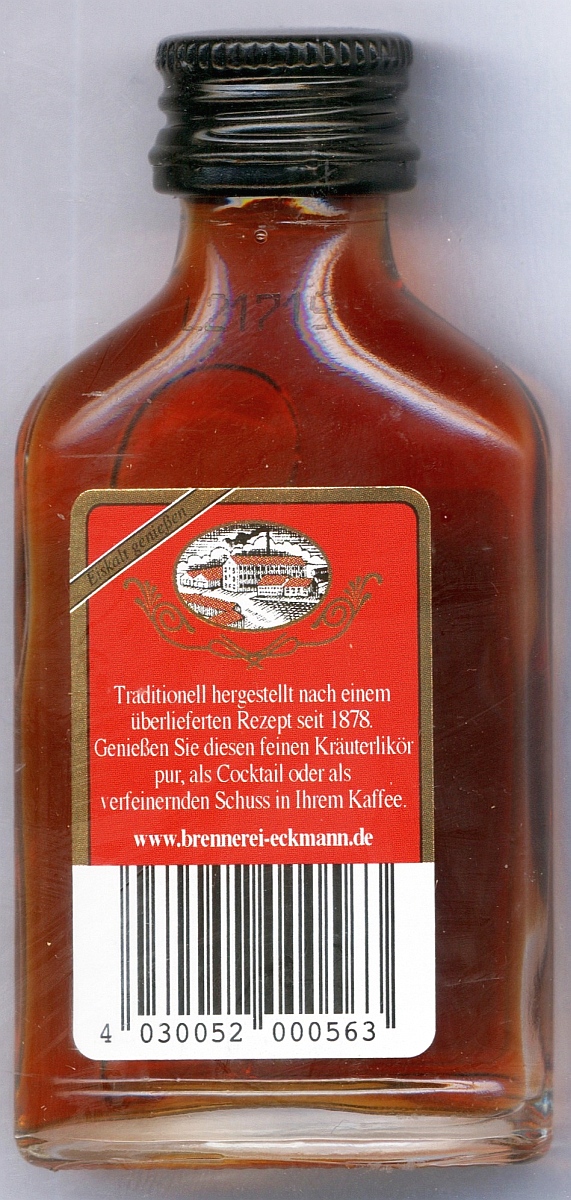 L21719
Eiskalt genießen
Traditionell hergestellt nach einem
überlieferten Rezept seit 1878.
Genießen Sie diesen feinen Kräuterlikör
pur, als Cocktail oder als
verfeinernden Schuss in Ihrem Kaffee.
www.brennerei-eckmann.de
4 030052 000563